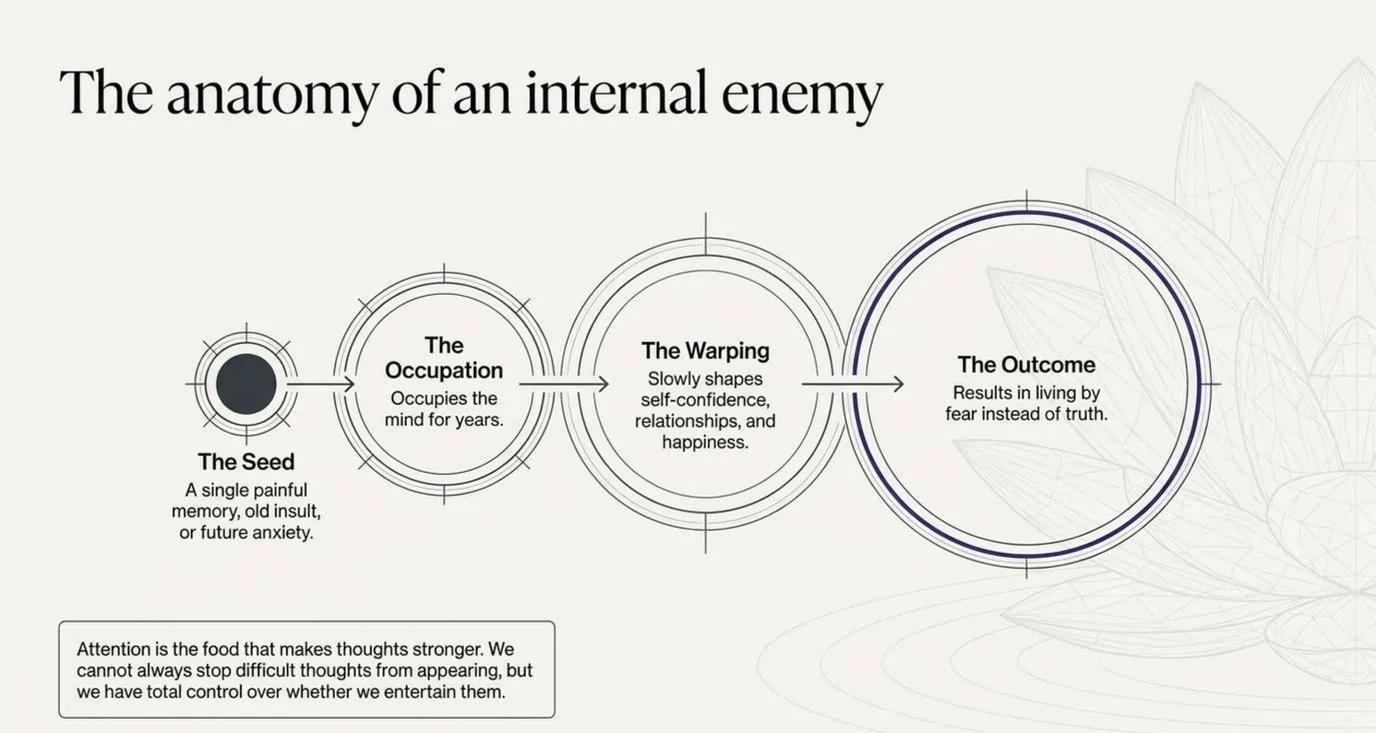 The anatomy of an internal enemy
The Seed
A single painful
memory, old insult,
or future anxiety.
The
Occupation
Occupies the
mind for years.
The Warping
Slowly shapes
self-confidence,
relationships, and
happiness.
The Outcome
Results in living by
fear instead of truth.
Attention is the food that makes thoughts stronger. We
cannot always stop difficult thoughts from appearing, but
we have total control over whether we entertain them.